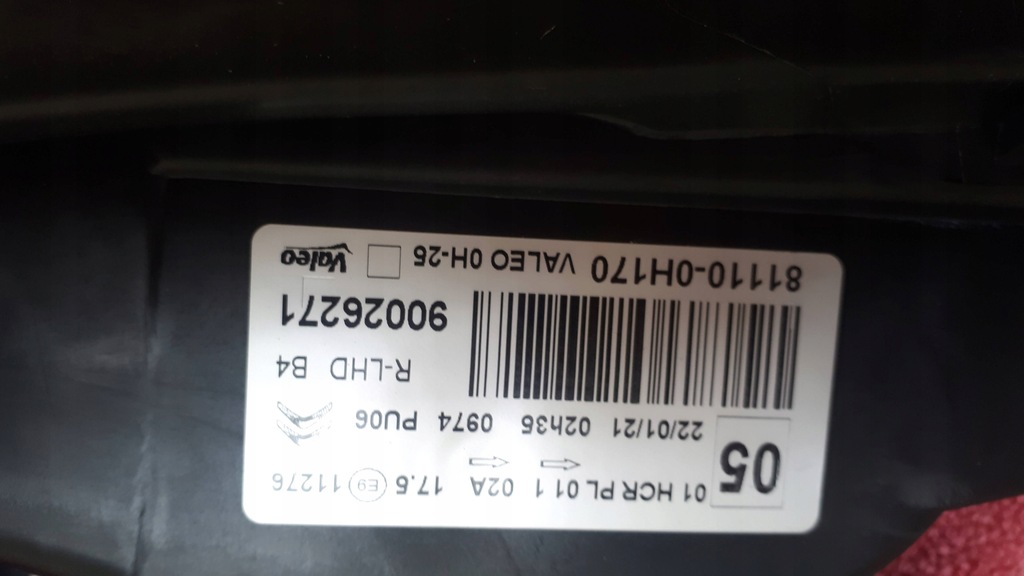 05
01 HCR PL 01 1 02A 17.5 E9 11276
22/01/21 02h35 0974 PU06
R-LHD B4
90026271
81110-0H170 VALEO 0H-25 Valeo